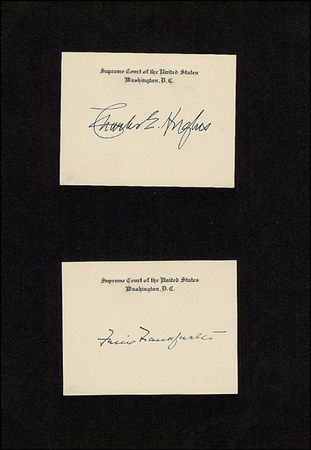 Supreme Court of the United States
Washington, D.C.
Charles E. Hughes
Supreme Court of the United States
Washington, D.C.
Felix Frankfurter